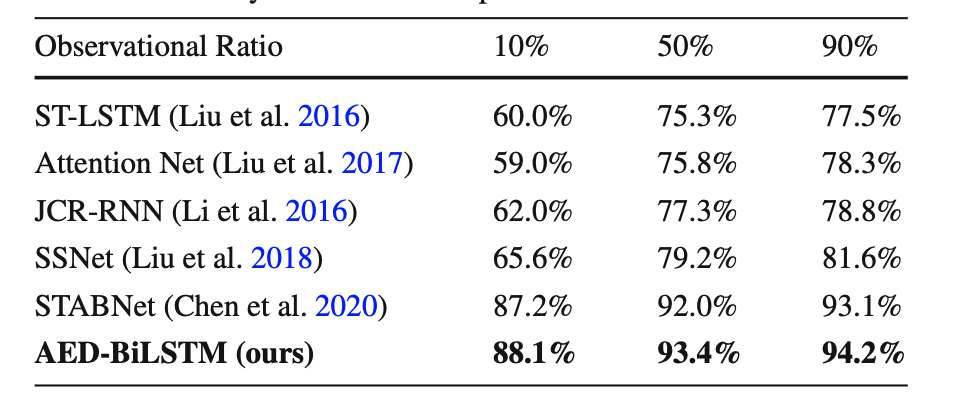 Observational Ratio 10% 50% 90%
ST-LSTM (Liu et al. 2016) 60.0% 75.3% 77.5%
Attention Net (Liu et al. 2017) 59.0% 75.8% 78.3%
JCR-RNN (Li et al. 2016) 62.0% 77.3% 78.8%
SSNet (Liu et al. 2018) 65.6% 79.2% 81.6%
STABNet (Chen et al. 2020) 87.2% 92.0% 93.1%
AED-BiLSTM (ours) 88.1% 93.4% 94.2%